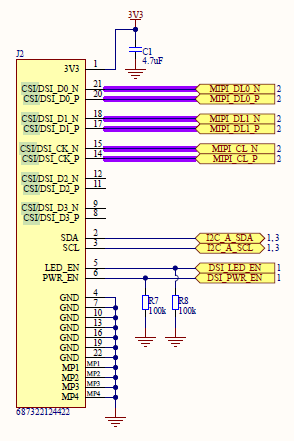 3V3
J2
C1
4.7uF
3V3 1
CSI/DSI_D0_N 21 MIPI_DL0_N 2
CSI/DSI_D0_P 20 MIPI_DL0_P 2
CSI/DSI_D1_N 18 MIPI_DL1_N 2
CSI/DSI_D1_P 17 MIPI_DL1_P 2
CSI/DSI_CK_N 15 MIPI_CL_N 2
CSI/DSI_CK_P 14 MIPI_CL_P 2
CSI/DSI_D2_N 12
CSI/DSI_D2_P 11
CSI/DSI_D3_N 9
CSI/DSI_D3_P 8
SDA 2 I2C_A_SDA 1,3
SCL 3 I2C_A_SCL 1,3
LED_EN 5 DSI_LED_EN 1
PWR_EN 6 DSI_PWR_EN 1
GND 4
GND 7
GND 10
GND 13
GND 16
GND 19
GND 22
MP1 MP1
MP2 MP2
MP3 MP3
MP4 MP4
R7 R8
100k 100k
687322124422